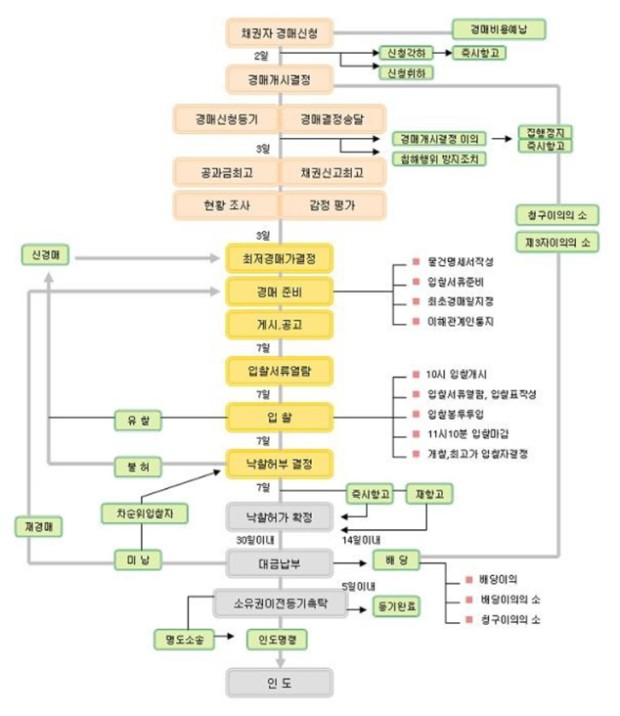 채권자 경매신청
경매비용예납
2일
신청각하
즉시항고
신청취하
경매개시결정
경매신청등기
경매결정송달
3일
경매개시결정 이의
집행정지
즉시항고
침해행위 방지조치
공과금최고
채권신고최고
현황 조사
감정 평가
청구이의의 소
제3자이의의 소
3일
신경매
최저경매가결정
경매 준비
물건명세서작성
입찰서류준비
최초경매일지정
이해관계인통지
게시,공고
7일
입찰서류열람
7일
10시 입찰개시
입찰서류열람, 입찰표작성
입찰봉투투입
11시10분 입찰마감
개찰,최고가 입찰자결정
유 찰
입 찰
7일
불 허
낙찰허부 결정
7일
즉시항고
재항고
차순위입찰자
낙찰허가 확정
재경매
30일이내
14일이내
미 납
대금납부
배 당
배당이의
배당이의의 소
청구이의의 소
5일이내
소유권이전등기촉탁
등기완료
명도소송
인도명령
인 도